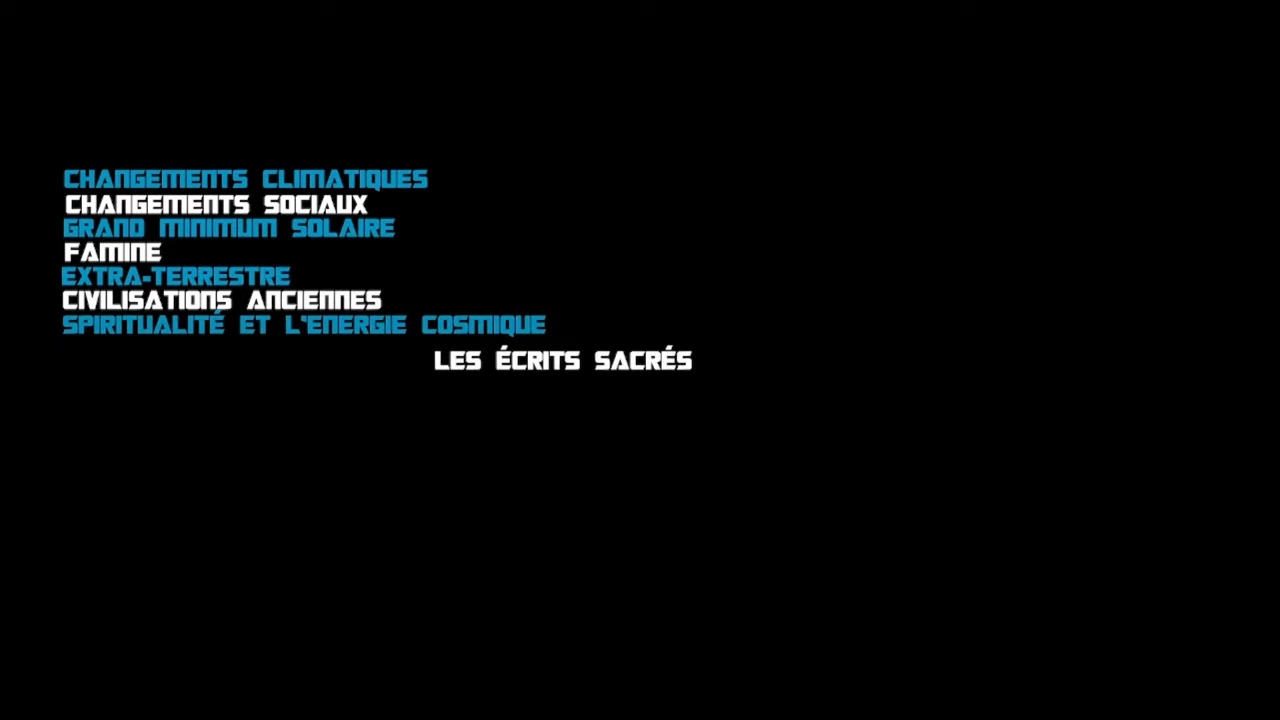 CHANGEMENTS CLIMATIQUES
CHANGEMENTS SOCIAUX
GRAND MINIMUM SOLAIRE
FAMINE
EXTRA-TERRESTRE
CIVILISATIONS ANCIENNES
SPIRITUALITÉ ET L'ENERGIE COSMIQUE
LES ÉCRITS SACRÉS